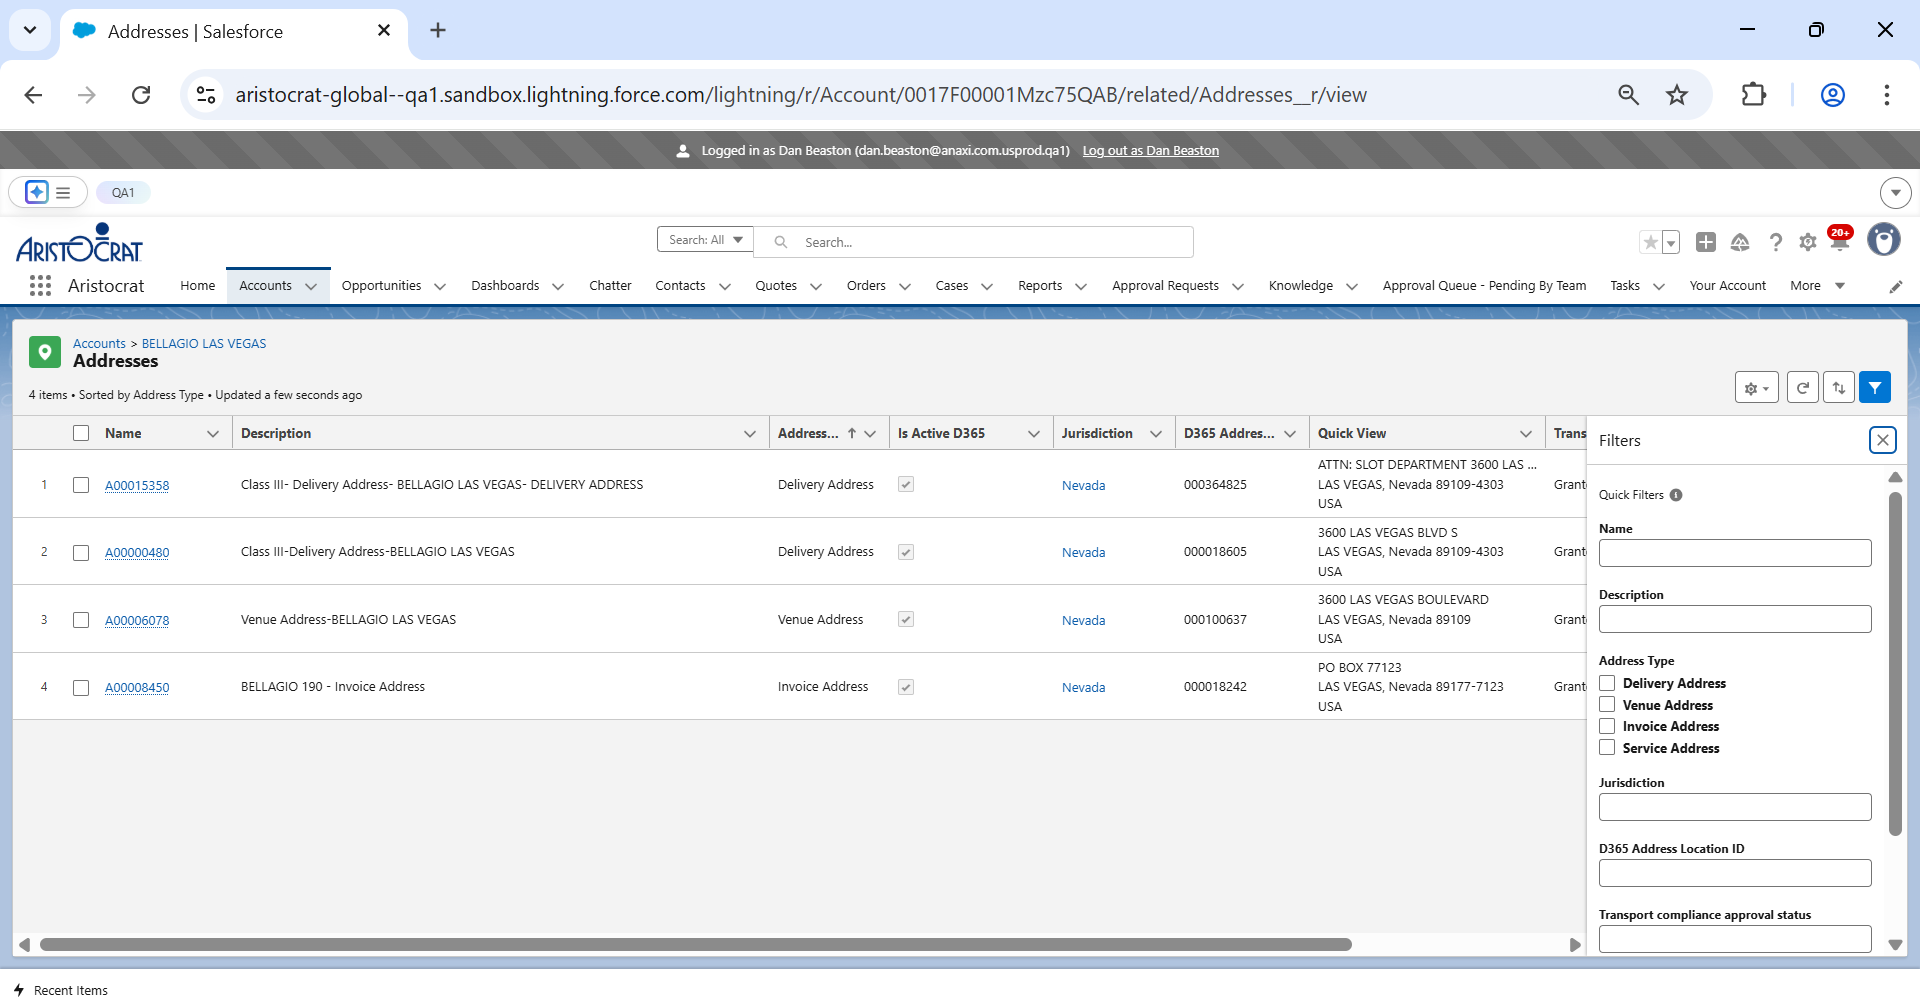 Addresses | Salesforce
aristocrat-global--qa1.sandbox.lightning.force.com/lightning/r/Account/0017F00001Mzc75QAB/related/Addresses__r/view
Logged in as Dan Beaston (dan.beaston@anaxi.com.usprod.qa1) Log out as Dan Beaston
QA1
ARISTOCRAT
Search: All
Search...
20+
Aristocrat
Home Accounts Opportunities Dashboards Chatter Contacts Quotes Orders Cases Reports Approval Requests Knowledge Approval Queue - Pending By Team Tasks Your Account More
Accounts > BELLAGIO LAS VEGAS
Addresses
4 items • Sorted by Address Type • Updated a few seconds ago
Name Description Address... Is Active D365 Jurisdiction D365 Addres... Quick View Trans
1 A00015358 Class III- Delivery Address- BELLAGIO LAS VEGAS- DELIVERY ADDRESS Delivery Address Nevada 000364825 ATTN: SLOT DEPARTMENT 3600 LAS ...
LAS VEGAS, Nevada 89109-4303
USA
Grante
2 A00000480 Class III-Delivery Address-BELLAGIO LAS VEGAS Delivery Address Nevada 000018605 3600 LAS VEGAS BLVD S
LAS VEGAS, Nevada 89109-4303
USA
Grante
3 A00006078 Venue Address-BELLAGIO LAS VEGAS Venue Address Nevada 000100637 3600 LAS VEGAS BOULEVARD
LAS VEGAS, Nevada 89109
USA
Grante
4 A00008450 BELLAGIO 190 - Invoice Address Invoice Address Nevada 000018242 PO BOX 77123
LAS VEGAS, Nevada 89177-7123
USA
Grante
Filters
Quick Filters
Name
Description
Address Type
Delivery Address
Venue Address
Invoice Address
Service Address
Jurisdiction
D365 Address Location ID
Transport compliance approval status
Recent Items